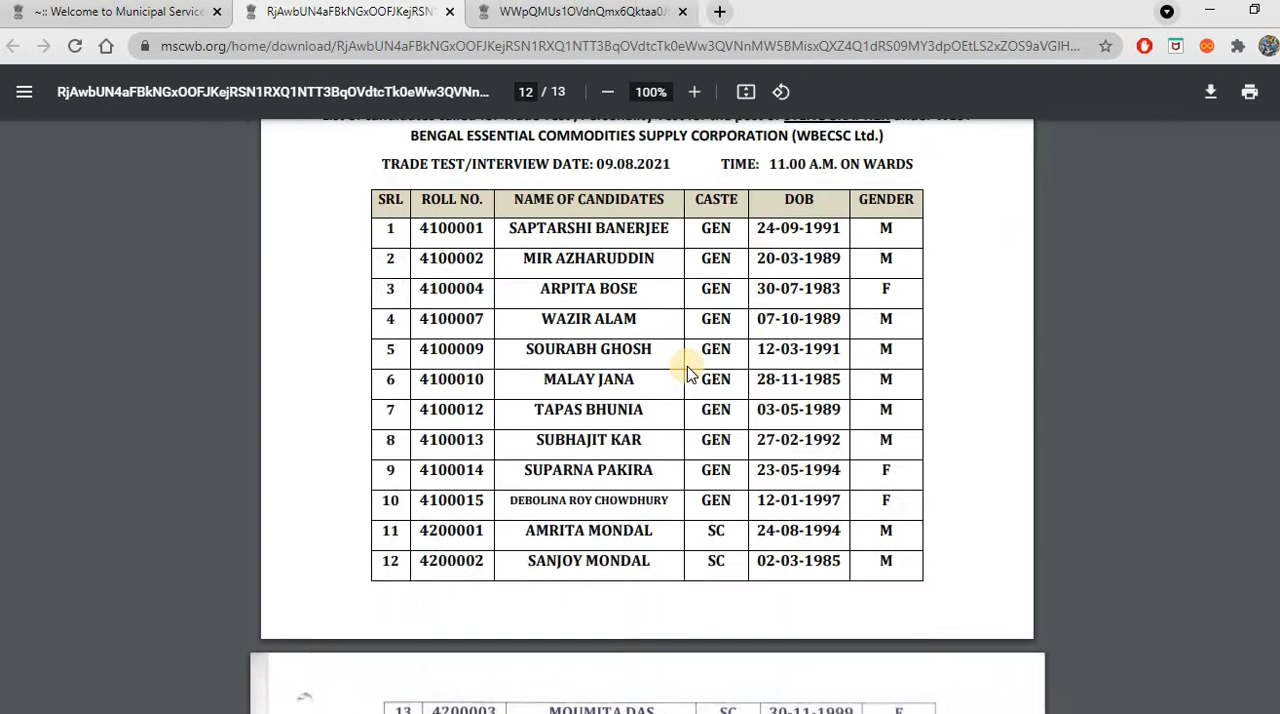 ~:: Welcome to Municipal Service
RjAwbUN4aFBkNGxOOFJKejRSN
WWpQMUs1OVdnQmx6Qktaa0J
mscwb.org/home/download/RjAwbUN4aFBkNGxOOFJKejRSN1RXQ1NTT3BqOVdtcTk0eWw3QVNnMW5BMisxQXZ4Q1dRS09MY3dpOEtLS2xZOS9aVGlH...
RjAwbUN4aFBkNGxOOFJKejRSN1RXQ1NTT3BqOVdtcTk0eWw3QVNn...
12 / 13
100%
BENGAL ESSENTIAL COMMODITIES SUPPLY CORPORATION (WBECSC Ltd.)
TRADE TEST/INTERVIEW DATE: 09.08.2021 TIME: 11.00 A.M. ON WARDS
SRL ROLL NO. NAME OF CANDIDATES CASTE DOB GENDER
1 4100001 SAPTARSHI BANERJEE GEN 24-09-1991 M
2 4100002 MIR AZHARUDDIN GEN 20-03-1989 M
3 4100004 ARPITA BOSE GEN 30-07-1983 F
4 4100007 WAZIR ALAM GEN 07-10-1989 M
5 4100009 SOURABH GHOSH GEN 12-03-1991 M
6 4100010 MALAY JANA GEN 28-11-1985 M
7 4100012 TAPAS BHUNIA GEN 03-05-1989 M
8 4100013 SUBHAJIT KAR GEN 27-02-1992 M
9 4100014 SUPARNA PAKIRA GEN 23-05-1994 F
10 4100015 DEBOLINA ROY CHOWDHURY GEN 12-01-1997 F
11 4200001 AMRITA MONDAL SC 24-08-1994 M
12 4200002 SANJOY MONDAL SC 02-03-1985 M
13 4200003 MOUMITA DAS SC 30-11-1999 F